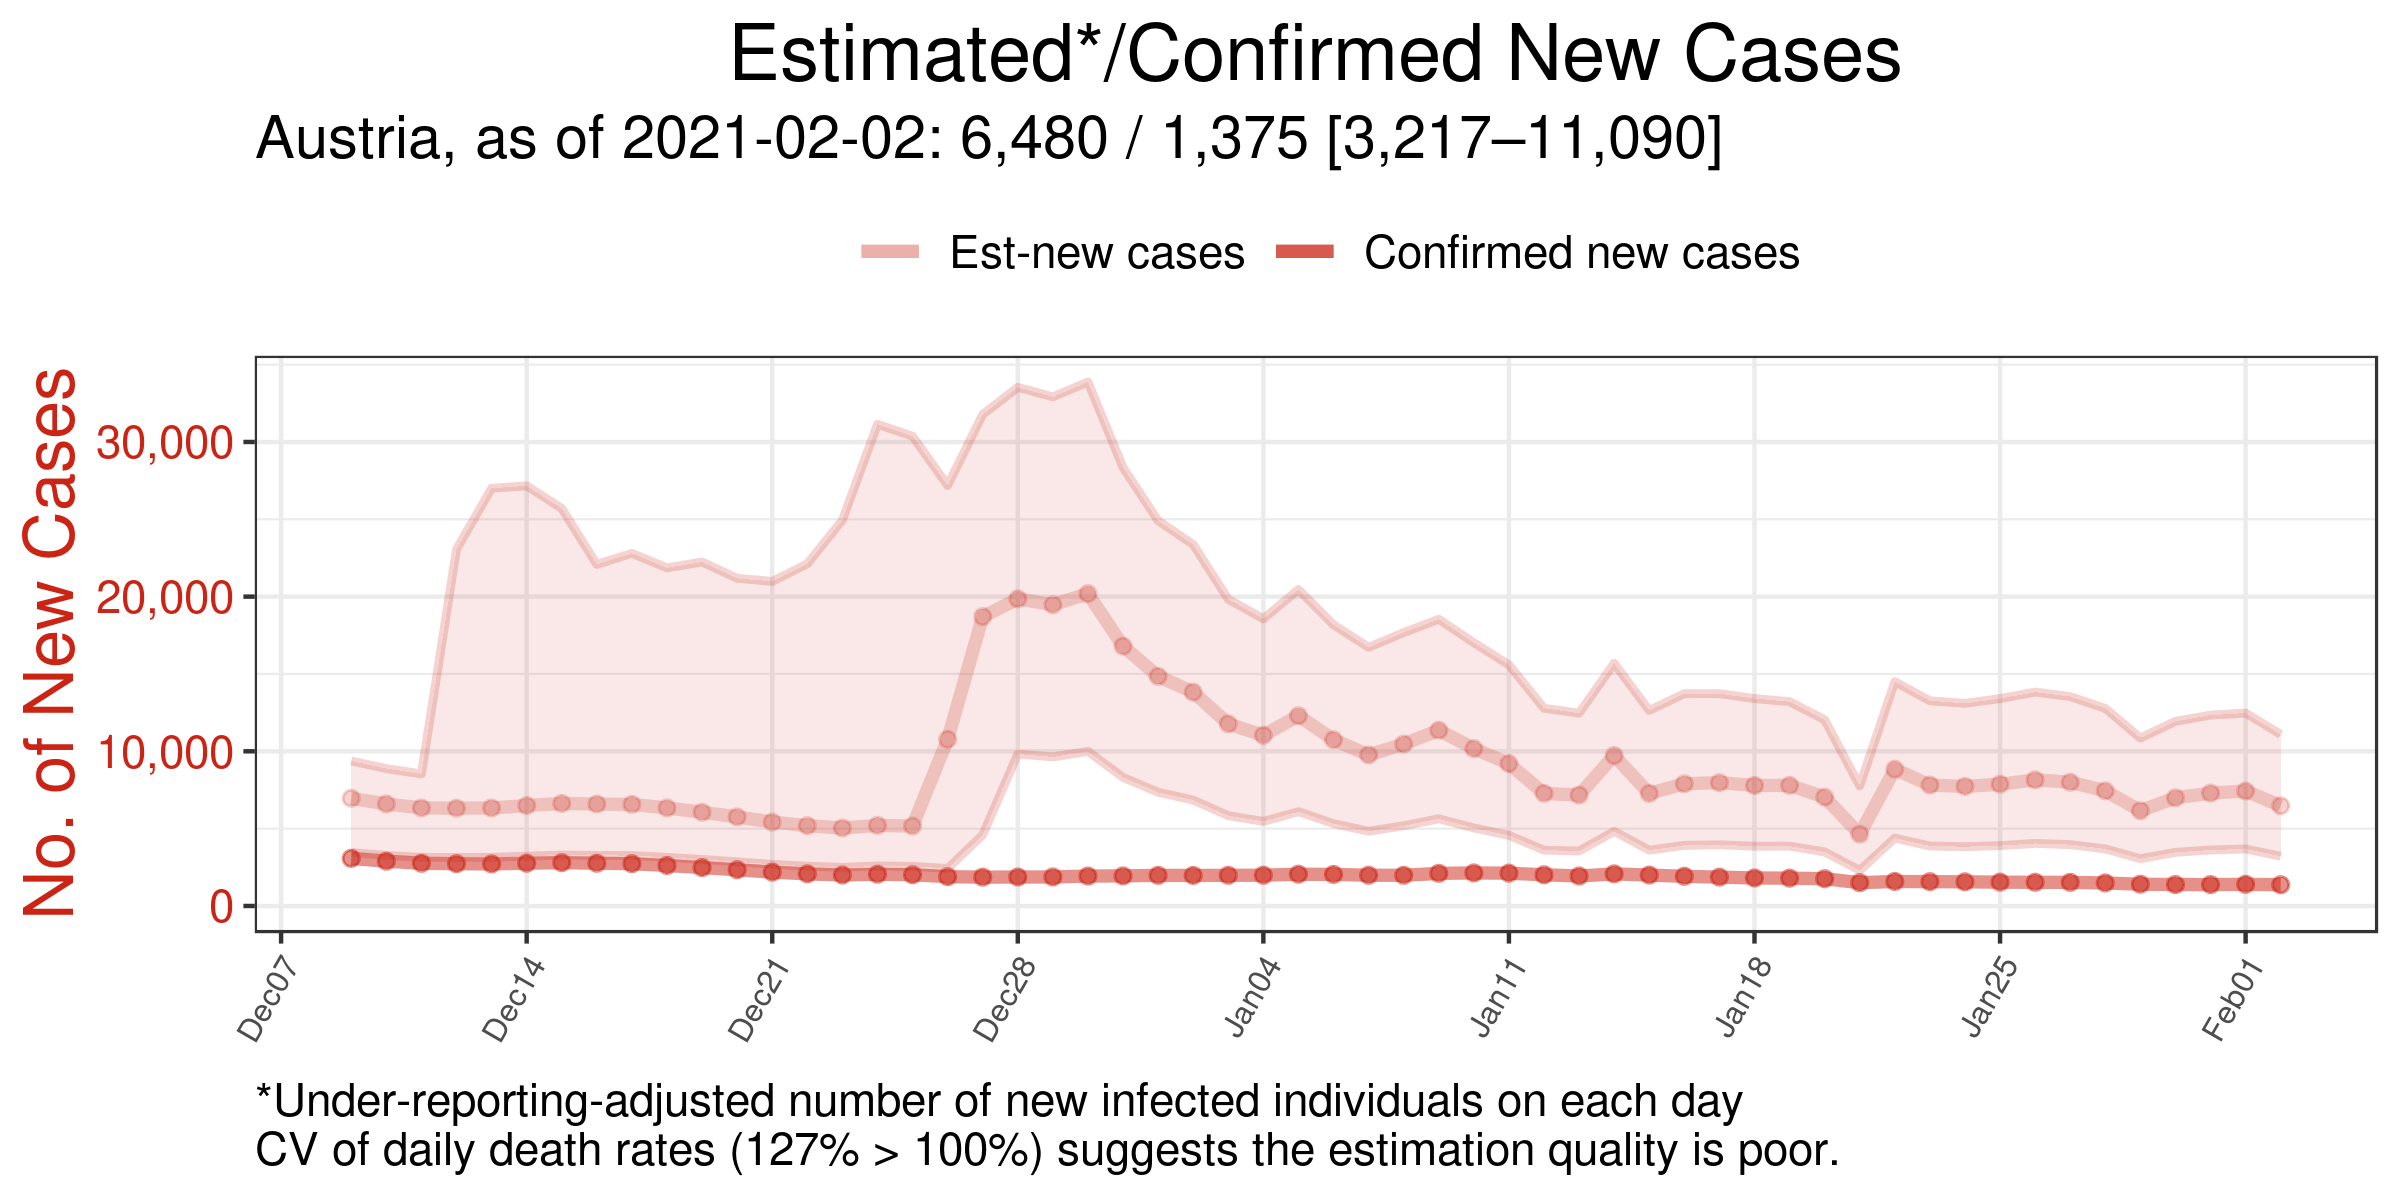 Estimated*/Confirmed New Cases
Austria, as of 2021-02-02: 6,480 / 1,375 [3,217–11,090]
Est-new cases Confirmed new cases
No. of New Cases
30,000
20,000
10,000
0
Dec07 Dec14 Dec21 Dec28 Jan04 Jan11 Jan18 Jan25 Feb01
*Under-reporting-adjusted number of new infected individuals on each day
CV of daily death rates (127% > 100%) suggests the estimation quality is poor.